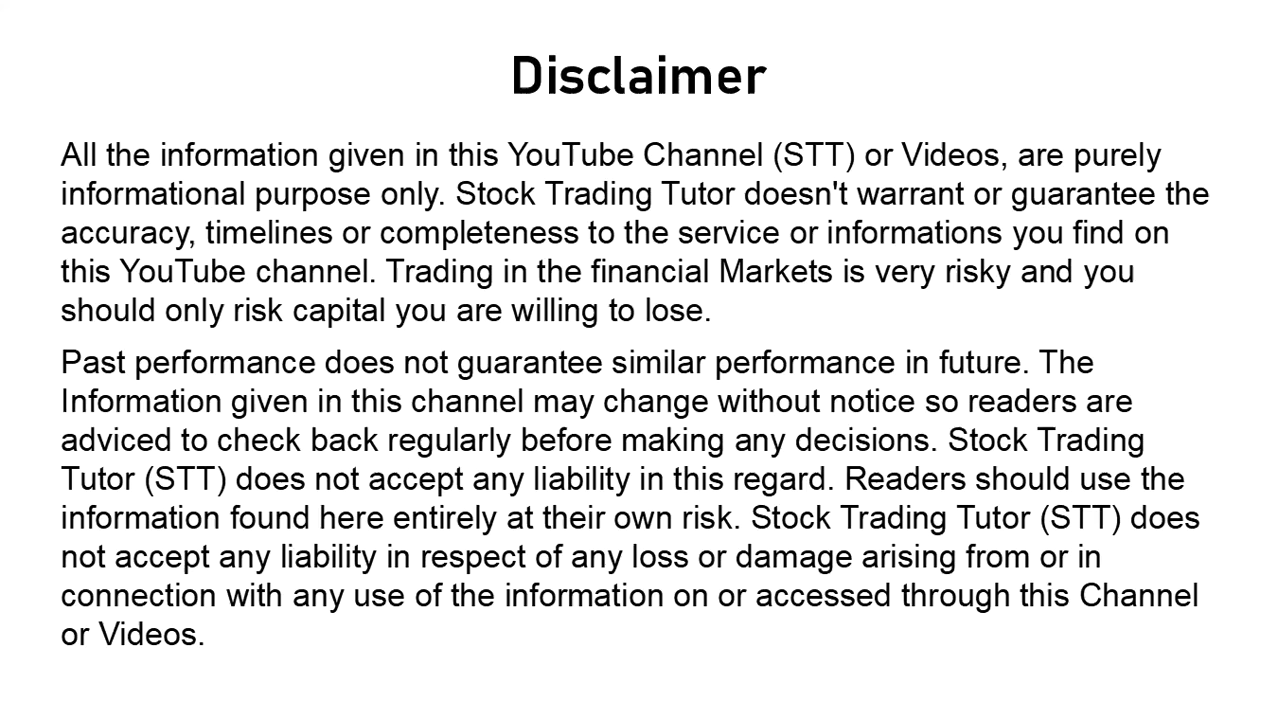 Disclaimer
All the information given in this YouTube Channel (STT) or Videos, are purely
informational purpose only. Stock Trading Tutor doesn't warrant or guarantee the
accuracy, timelines or completeness to the service or informations you find on
this YouTube channel. Trading in the financial Markets is very risky and you
should only risk capital you are willing to lose.
Past performance does not guarantee similar performance in future. The
Information given in this channel may change without notice so readers are
adviced to check back regularly before making any decisions. Stock Trading
Tutor (STT) does not accept any liability in this regard. Readers should use the
information found here entirely at their own risk. Stock Trading Tutor (STT) does
not accept any liability in respect of any loss or damage arising from or in
connection with any use of the information on or accessed through this Channel
or Videos.